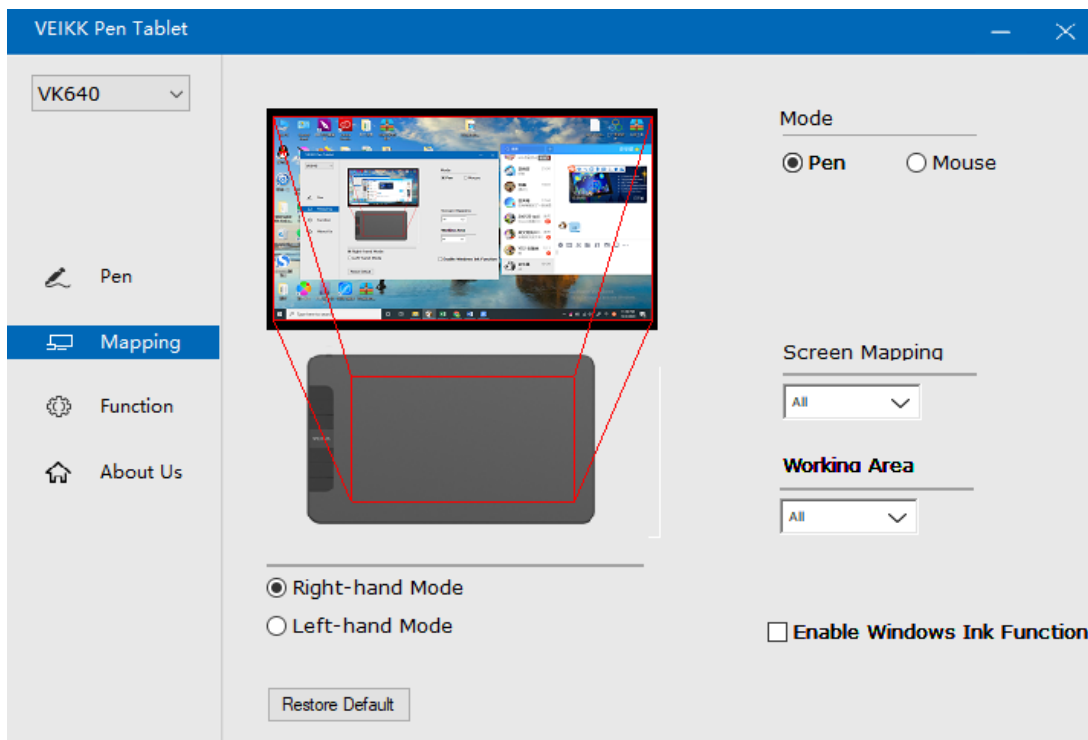 VEIKK Pen Tablet
VK640
Pen
Mapping
Function
About Us
Right-hand Mode
Left-hand Mode
Restore Default
Mode
Pen
Mouse
Screen Mapping
All
Working Area
All
Enable Windows Ink Function